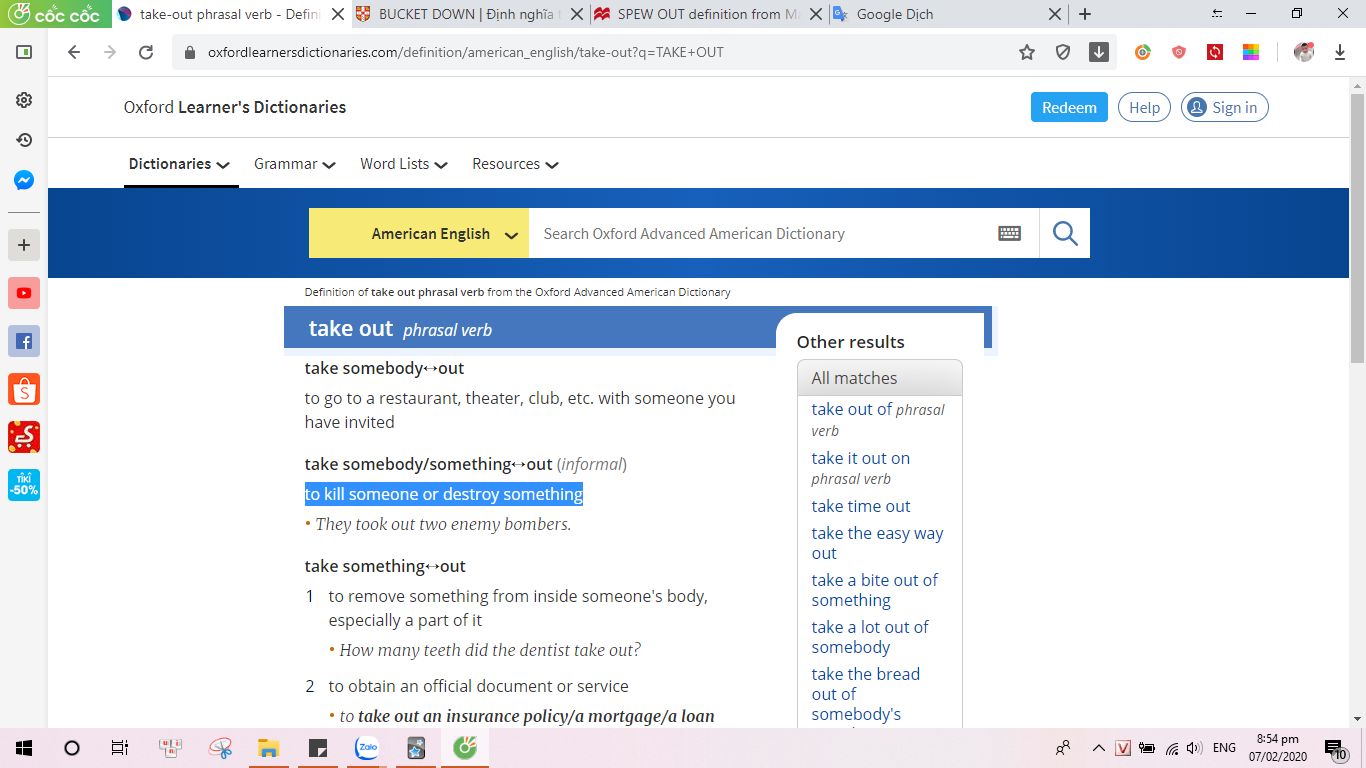 cốc cốc
take-out phrasal verb - Defini
BUCKET DOWN | Định nghĩa t
SPEW OUT definition from Ma
Google Dịch
oxfordlearnersdictionaries.com/definition/american_english/take-out?q=TAKE+OUT
Oxford Learner's Dictionaries
Redeem
Help
Sign in
Dictionaries
Grammar
Word Lists
Resources
American English
Search Oxford Advanced American Dictionary
Definition of take out phrasal verb from the Oxford Advanced American Dictionary
take out phrasal verb
take somebody↔out
to go to a restaurant, theater, club, etc. with someone you
have invited
take somebody/something↔out (informal)
to kill someone or destroy something
• They took out two enemy bombers.
take something↔out
1 to remove something from inside someone's body,
especially a part of it
• How many teeth did the dentist take out?
2 to obtain an official document or service
• to take out an insurance policy/a mortgage/a loan
Other results
All matches
take out of phrasal
verb
take it out on
phrasal verb
take time out
take the easy way
out
take a bite out of
something
take a lot out of
somebody
take the bread
out of
somebody's
TIKI
-50%
Zalo
V
ENG
8:54 pm
07/02/2020
10